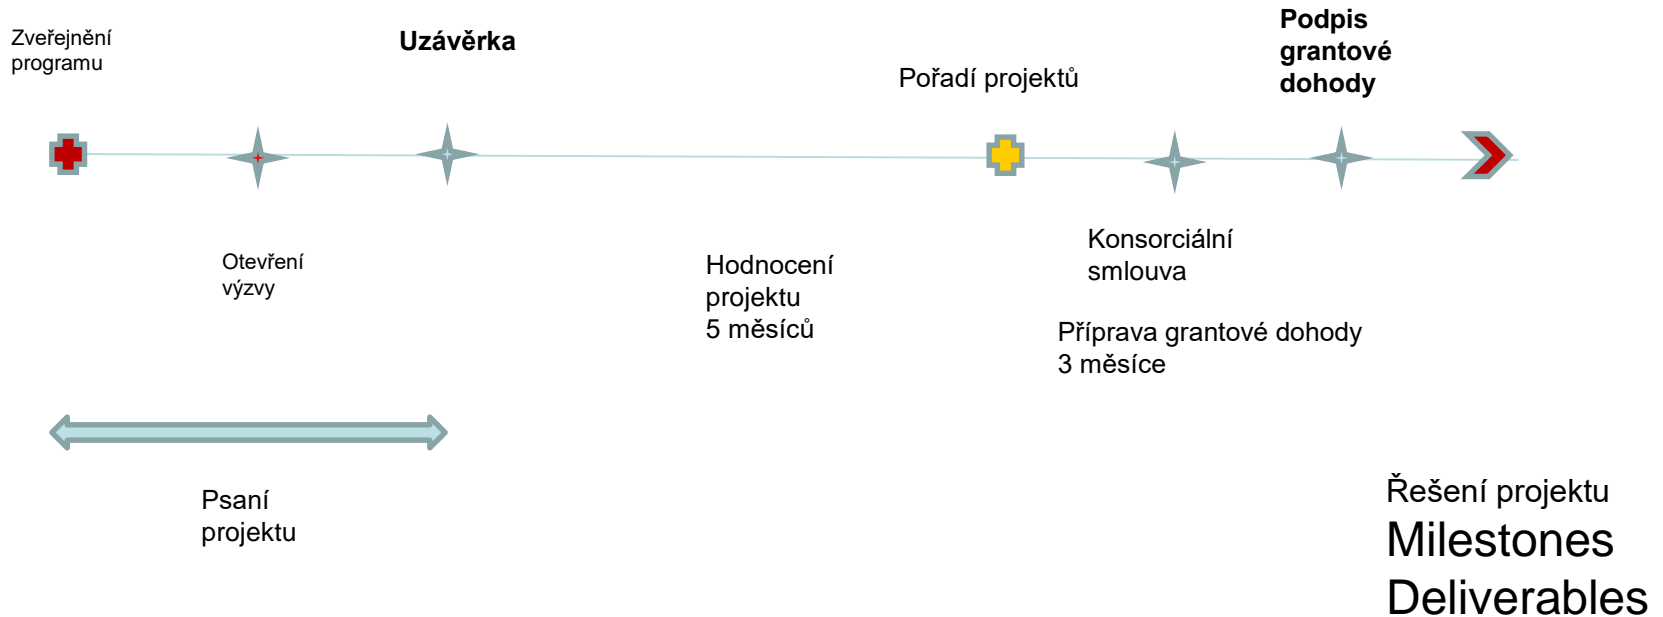 Zveřejnění
programu
Uzávěrka
Pořadí projektů
Podpis
grantové
dohody
Otevření
výzvy
Hodnocení
projektu
5 měsíců
Konsorciální
smlouva
Příprava grantové dohody
3 měsíce
Psaní
projektu
Řešení projektu
Milestones
Deliverables